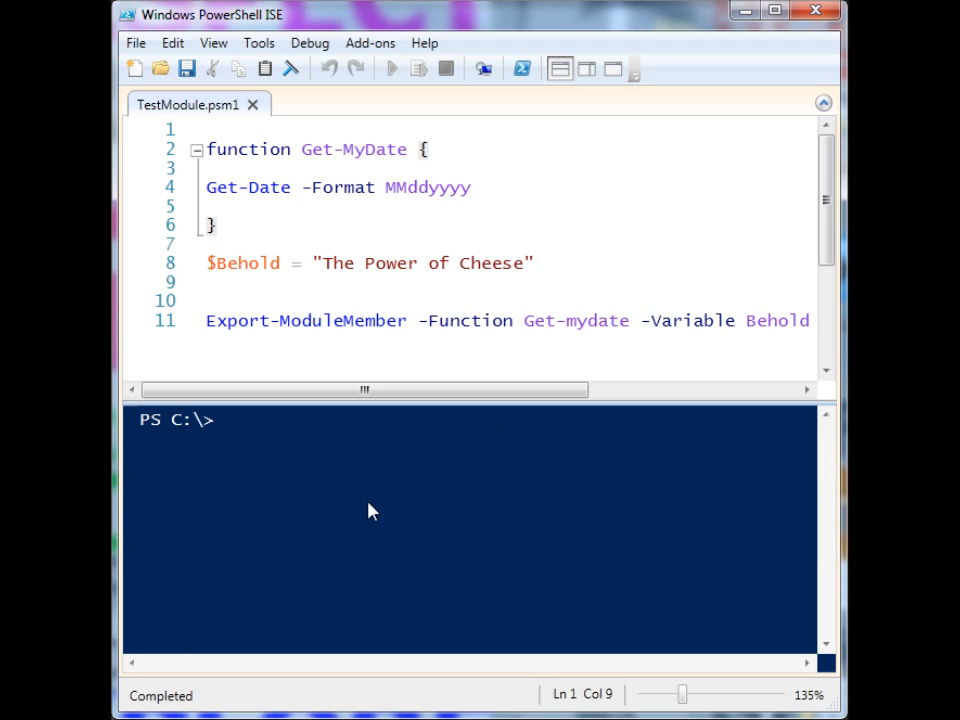 Windows PowerShell ISE
File Edit View Tools Debug Add-ons Help
TestModule.psm1
1
2 function Get-MyDate {
3
4 Get-Date -Format MMddyyyy
5
6 }
7
8 $Behold = "The Power of Cheese"
9
10
11 Export-ModuleMember -Function Get-mydate -Variable Behold
PS C:\>
Completed Ln 1 Col 9 135%